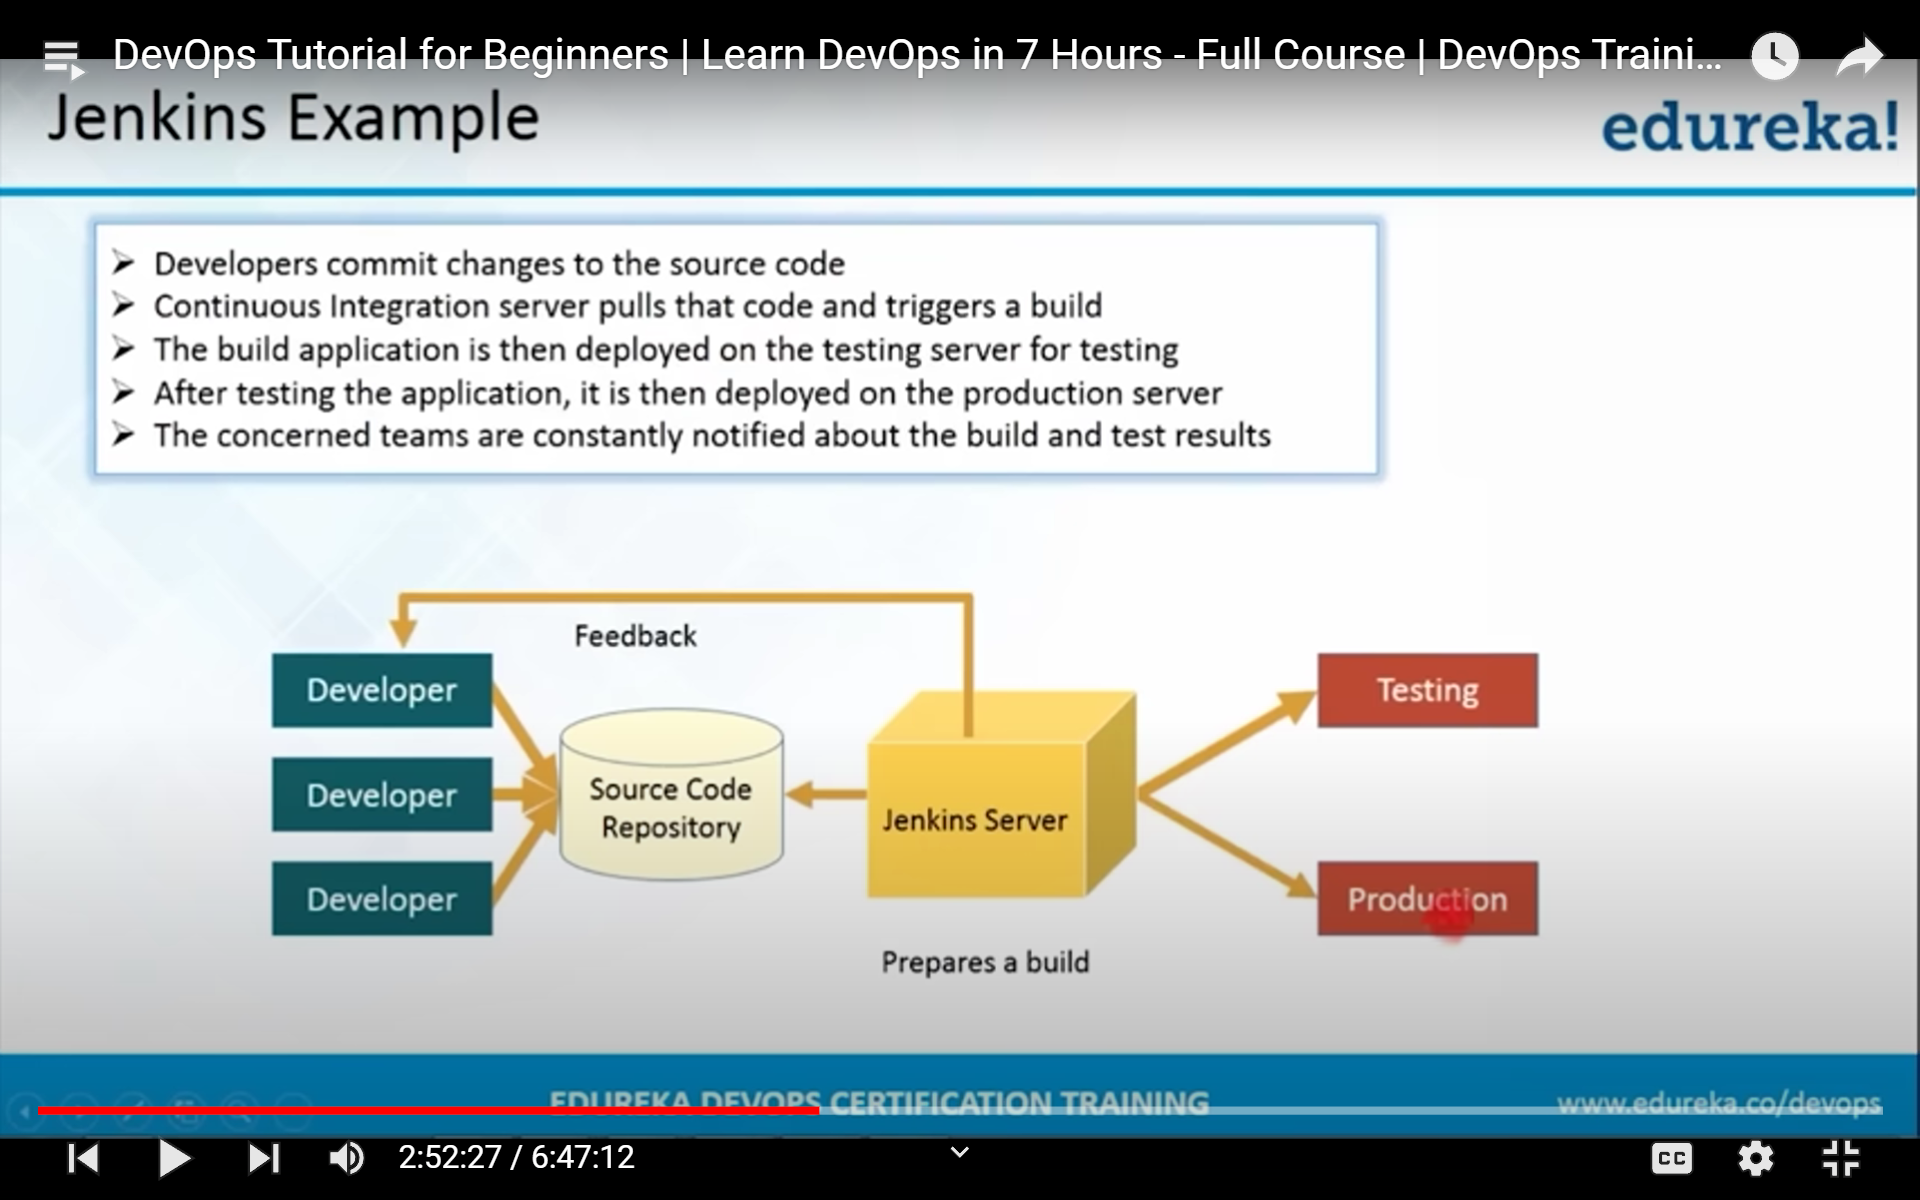 DevOps Tutorial for Beginners | Learn DevOps in 7 Hours - Full Course | DevOps Traini...
Jenkins Example
edureka!
Developers commit changes to the source code
Continuous Integration server pulls that code and triggers a build
The build application is then deployed on the testing server for testing
After testing the application, it is then deployed on the production server
The concerned teams are constantly notified about the build and test results
Feedback
Developer
Testing
Source Code
Repository
Developer
Jenkins Server
Developer
Production
Prepares a build
EDUREKA DEVOPS CERTIFICATION TRAINING
www.edureka.co/devops
2:52:27 / 6:47:12
CC